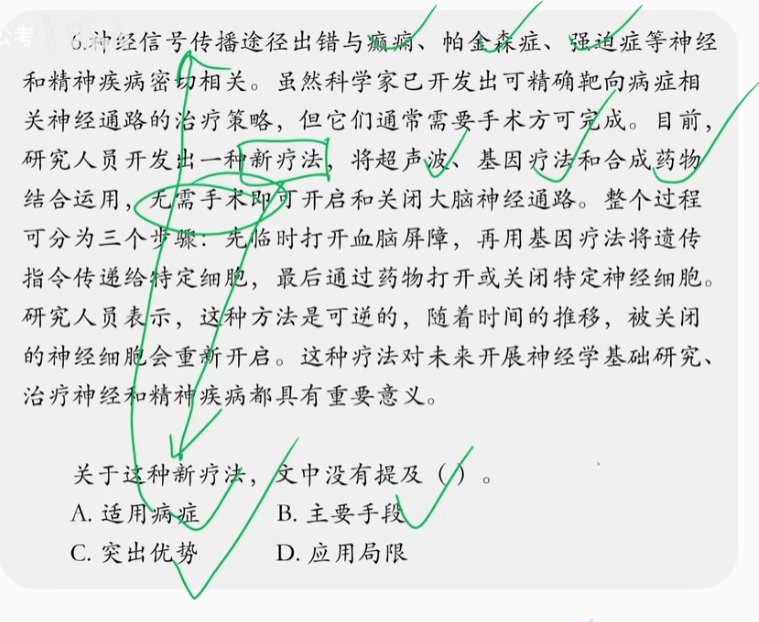 公考
6.神经信号传播途径出错与癫痫、帕金森症、强迫症等神经
和精神疾病密切相关。虽然科学家已开发出可精确靶向病症相
关神经通路的治疗策略，但它们通常需要手术方可完成。目前，
研究人员开发出一种新疗法，将超声波、基因疗法和合成药物
结合运用，无需手术即可开启和关闭大脑神经通路。整个过程
可分为三个步骤：先临时打开血脑屏障，再用基因疗法将遗传
指令传递给特定细胞，最后通过药物打开或关闭特定神经细胞。
研究人员表示，这种方法是可逆的，随着时间的推移，被关闭
的神经细胞会重新开启。这种疗法对未来开展神经学基础研究、
治疗神经和精神疾病都具有重要意义。
关于这种新疗法，文中没有提及（）。
A. 适用病症 B. 主要手段
C. 突出优势 D. 应用局限